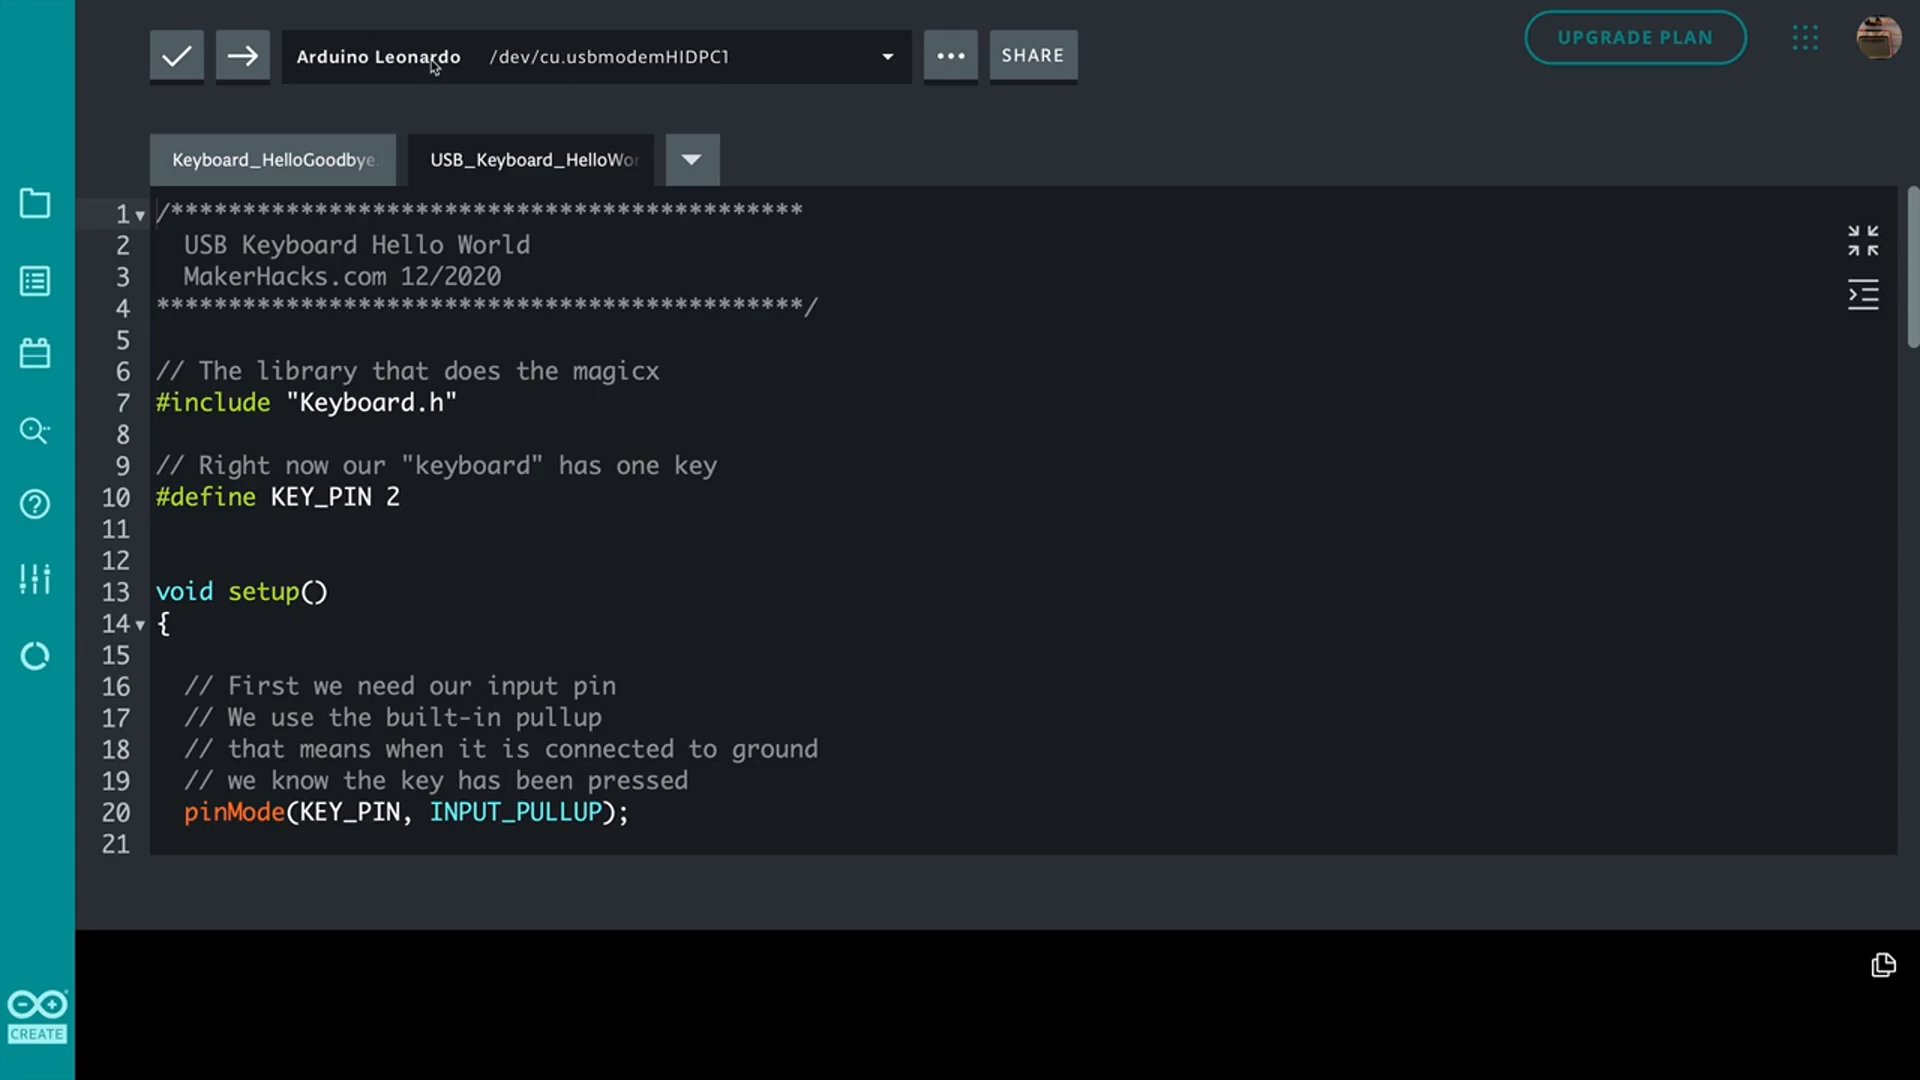 Arduino Leonardo /dev/cu.usbmodemHIDPC1
SHARE
UPGRADE PLAN
Keyboard_HelloGoodbye.
USB_Keyboard_HelloWor
1 /********************************************
2 USB Keyboard Hello World
3 MakerHacks.com 12/2020
4 *********************************************/
5
6 // The library that does the magicx
7 #include "Keyboard.h"
8
9 // Right now our "keyboard" has one key
10 #define KEY_PIN 2
11
12
13 void setup()
14 {
15
16 // First we need our input pin
17 // We use the built-in pullup
18 // that means when it is connected to ground
19 // we know the key has been pressed
20 pinMode(KEY_PIN, INPUT_PULLUP);
21
CREATE